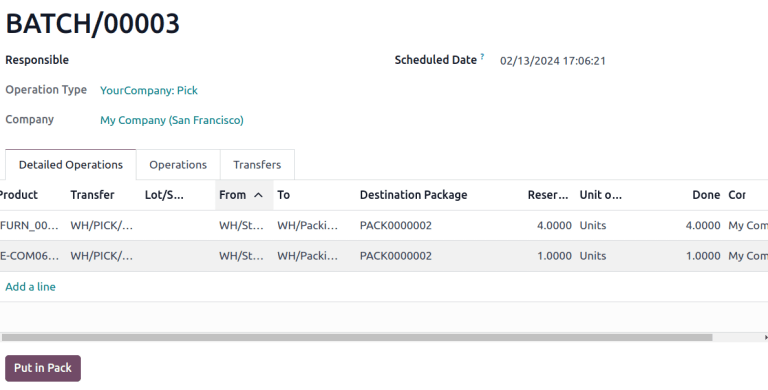 BATCH/00003
Responsible Scheduled Date ? 02/13/2024 17:06:21
Operation Type YourCompany: Pick
Company My Company (San Francisco)
Detailed Operations Operations Transfers
Product Transfer Lot/S... From To Destination Package Reser... Unit o... Done Cor
FURN_00... WH/PICK/... WH/St... WH/Packi... PACK0000002 4.0000 Units 4.0000 My Com
E-COM06... WH/PICK/... WH/St... WH/Packi... PACK0000002 1.0000 Units 1.0000 My Com
Add a line
Put in Pack